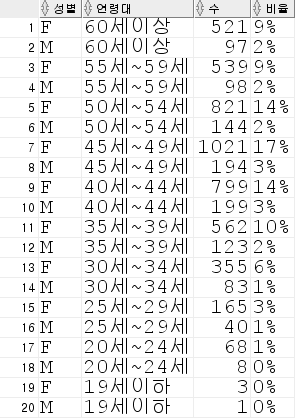 성별 연령대 수 비율
1 F 60세이상 521 9%
2 M 60세이상 97 2%
3 F 55세~59세 539 9%
4 M 55세~59세 98 2%
5 F 50세~54세 821 14%
6 M 50세~54세 144 2%
7 F 45세~49세 1021 17%
8 M 45세~49세 194 3%
9 F 40세~44세 799 14%
10 M 40세~44세 199 3%
11 F 35세~39세 562 10%
12 M 35세~39세 123 2%
13 F 30세~34세 355 6%
14 M 30세~34세 83 1%
15 F 25세~29세 165 3%
16 M 25세~29세 40 1%
17 F 20세~24세 68 1%
18 M 20세~24세 8 0%
19 F 19세이하 3 0%
20 M 19세이하 1 0%